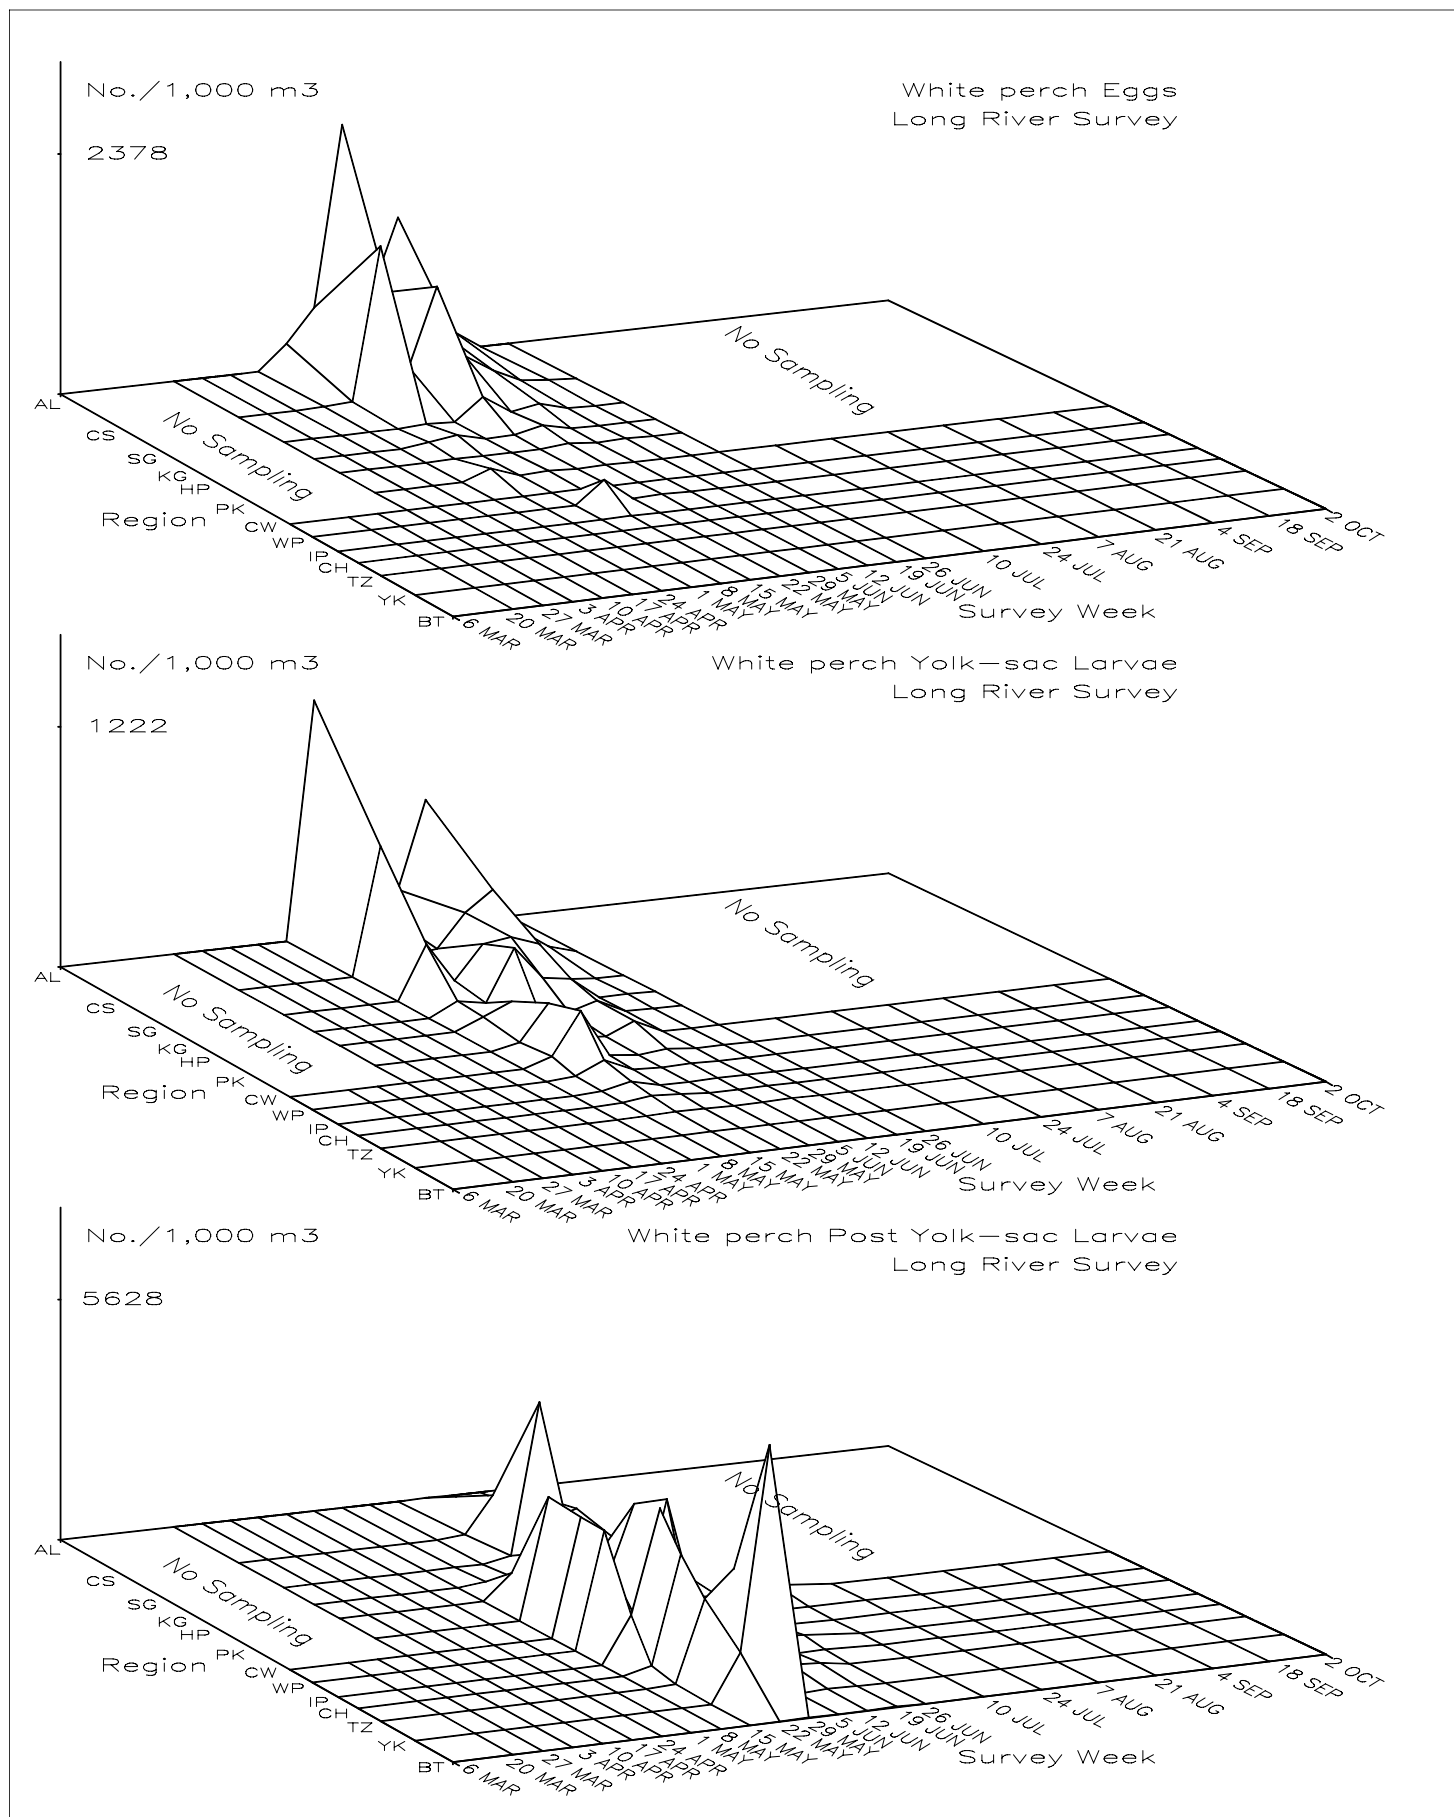 No./1,000 m3
White perch Eggs
Long River Survey
2378
No Sampling
No Sampling
AL
CS
SG
KG
HP
PK
CW
WP
IP
CH
TZ
YK
BT
Region
6 MAR
20 MAR
27 MAR
3 APR
10 APR
17 APR
24 APR
1 MAY
8 MAY
15 MAY
22 MAY
29 MAY
5 JUN
12 JUN
19 JUN
26 JUN
10 JUL
24 JUL
7 AUG
21 AUG
4 SEP
18 SEP
2 OCT
Survey Week
No./1,000 m3
White perch Yolk-sac Larvae
Long River Survey
1222
No Sampling
No Sampling
AL
CS
SG
KG
HP
PK
CW
WP
IP
CH
TZ
YK
BT
Region
6 MAR
20 MAR
27 MAR
3 APR
10 APR
17 APR
24 APR
1 MAY
8 MAY
15 MAY
22 MAY
29 MAY
5 JUN
12 JUN
19 JUN
26 JUN
10 JUL
24 JUL
7 AUG
21 AUG
4 SEP
18 SEP
2 OCT
Survey Week
No./1,000 m3
White perch Post Yolk-sac Larvae
Long River Survey
5628
No Sampling
No Sampling
AL
CS
SG
KG
HP
PK
CW
WP
IP
CH
TZ
YK
BT
Region
6 MAR
20 MAR
27 MAR
3 APR
10 APR
17 APR
24 APR
1 MAY
8 MAY
15 MAY
22 MAY
29 MAY
5 JUN
12 JUN
19 JUN
26 JUN
10 JUL
24 JUL
7 AUG
21 AUG
4 SEP
18 SEP
2 OCT
Survey Week